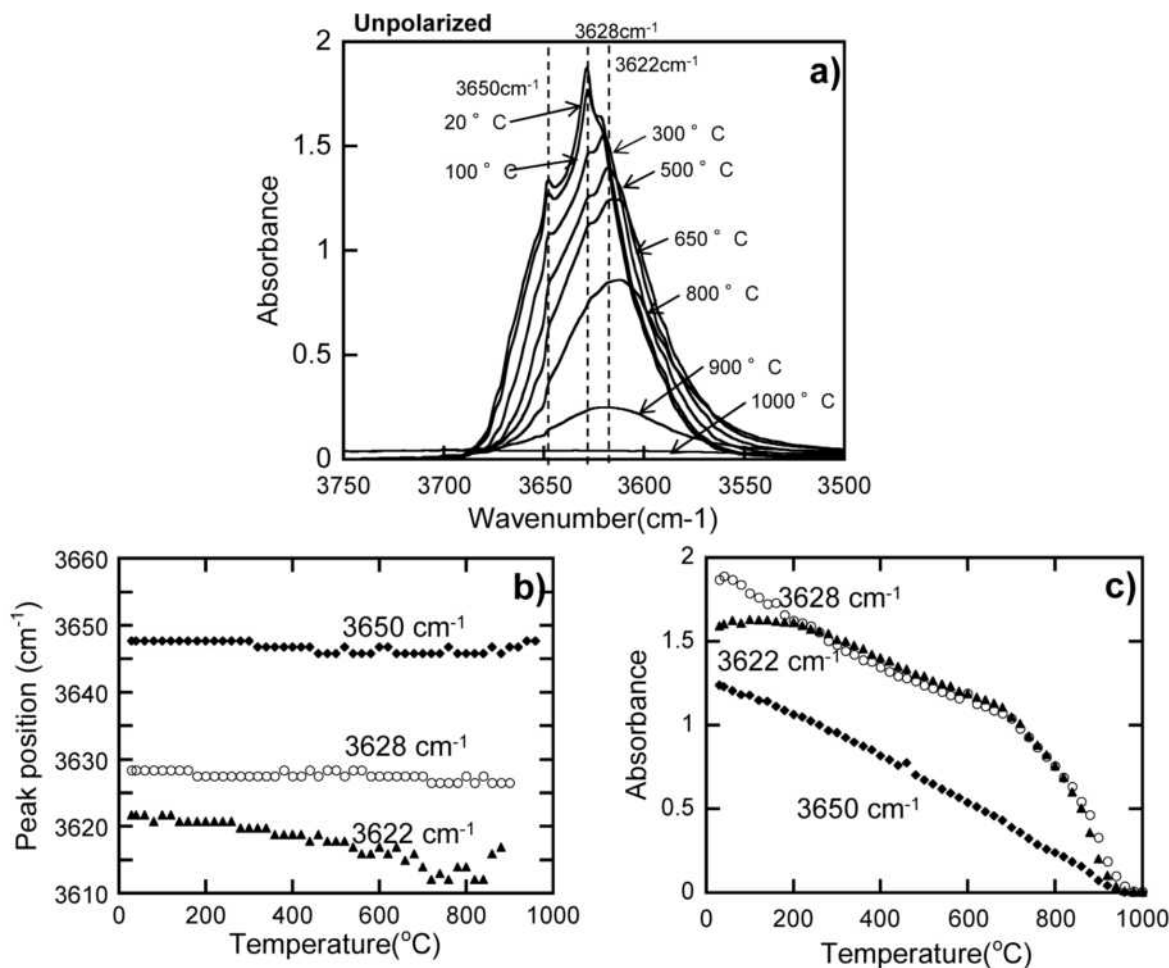 Unpolarized
3628cm-1
2
a)
3622cm-1
3650cm-1
20° C
300° C
1.5
100° C
500° C
Absorbance
1
650° C
800° C
0.5
900° C
1000° C
0
3750 3700 3650 3600 3550 3500
Wavenumber(cm-1)
3660
b)
3650
3650 cm-1
3640
Peak position (cm-1)
3630
3628 cm-1
3620
3622 cm-1
3610
0 200 400 600 800 1000
Temperature(oC)
2
c)
3628 cm-1
1.5
3622 cm-1
Absorbance
1
0.5
3650 cm-1
0
0 200 400 600 800 1000
Temperature(oC)